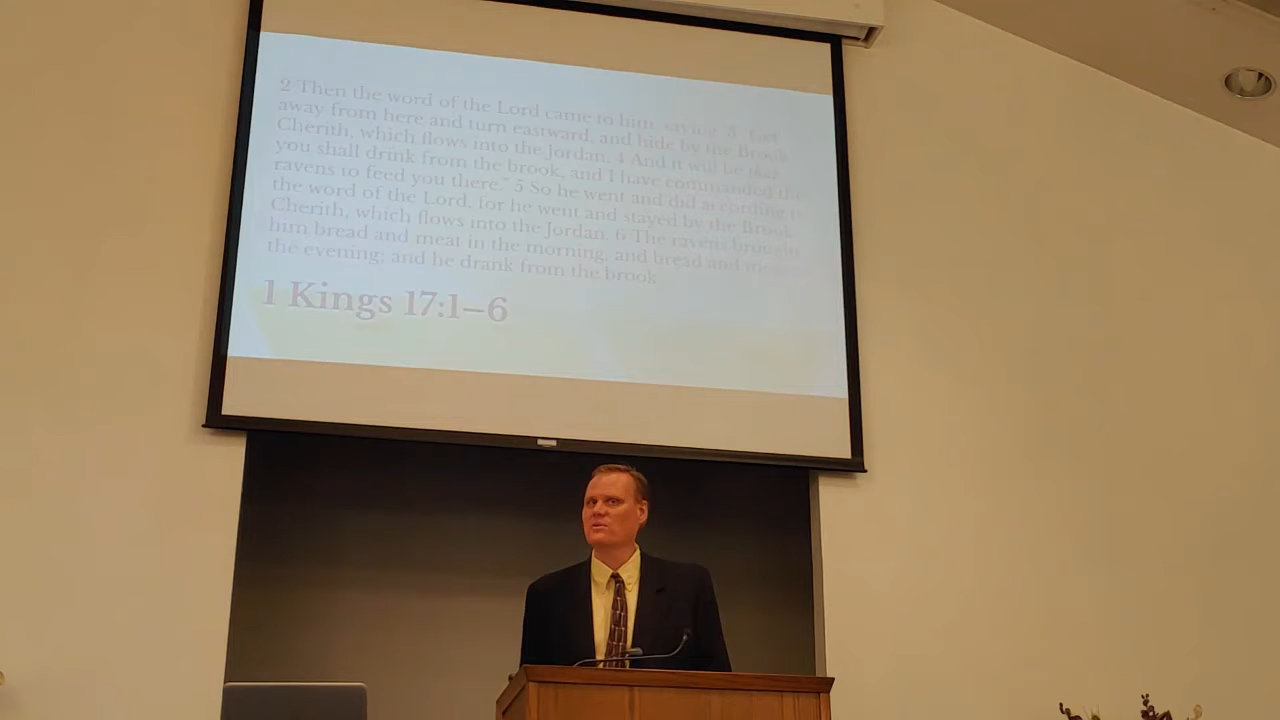 2 Then the word of the Lord came to him, saying, 3 "Get
away from here and turn eastward, and hide by the Brook
Cherith, which flows into the Jordan. 4 And it will be that
you shall drink from the brook, and I have commanded the
ravens to feed you there." 5 So he went and did according to
the word of the Lord, for he went and stayed by the Brook
Cherith, which flows into the Jordan. 6 The ravens brought
him bread and meat in the morning, and bread and meat in
the evening; and he drank from the brook.
1 Kings 17:1–6